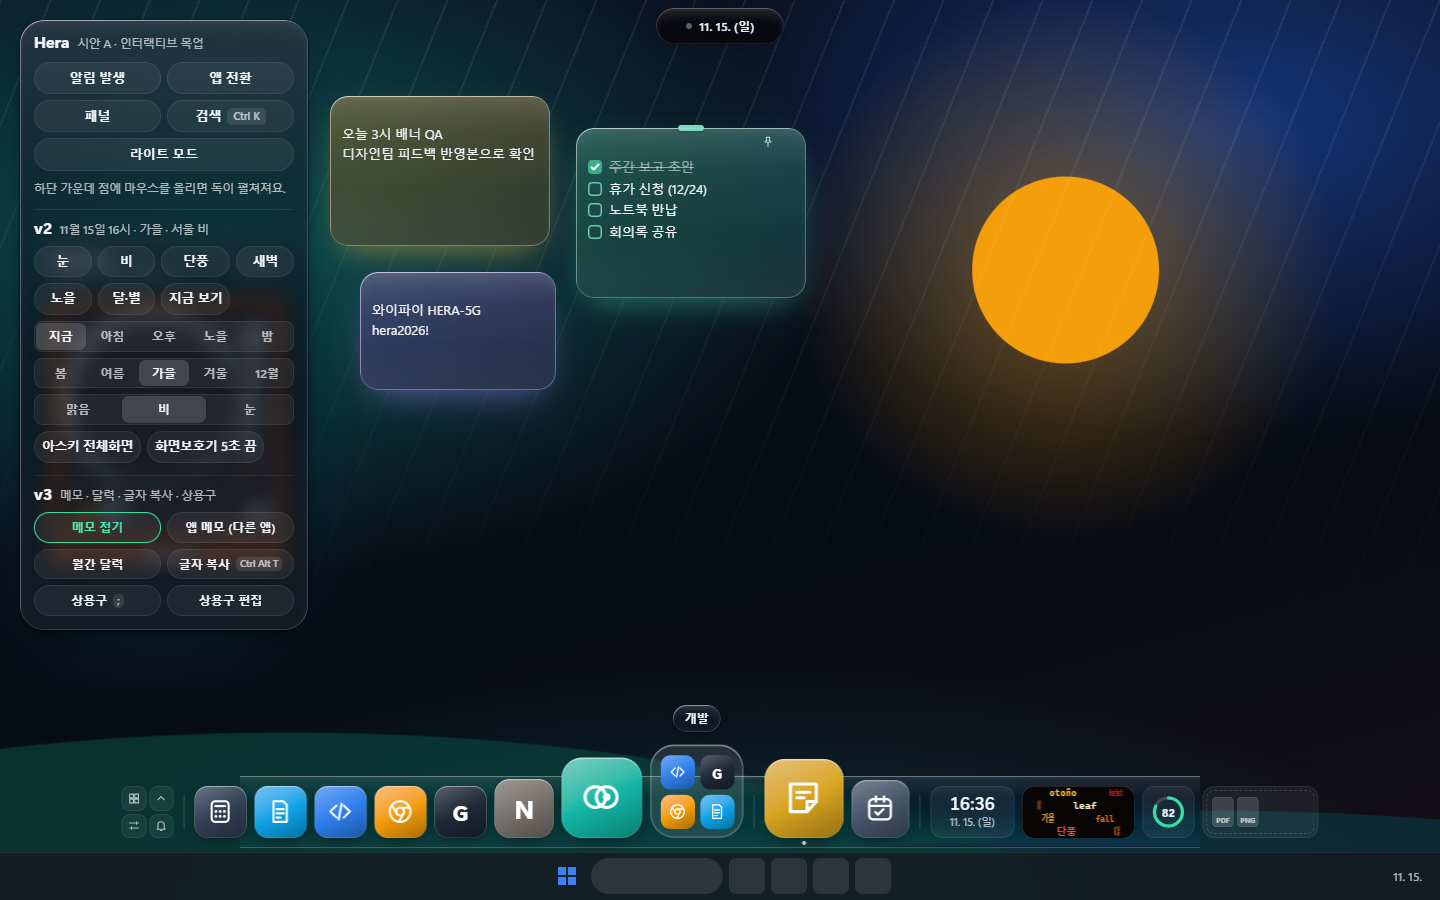 11. 15. (일)
Hera 시안 A · 인터랙티브 목업
알림 발생
앱 전환
패널
검색 Ctrl K
라이트 모드
하단 가운데 점에 마우스를 올리면 독이 펼쳐져요.
v2 11월 15일 16시 · 가을 · 서울 비
눈
비
단풍
새벽
노을
달·별
지금 보기
지금
아침
오후
노을
밤
봄
여름
가을
겨울
12월
맑음
비
눈
아스키 전체화면
화면보호기 5초 끔
v3 메모 · 달력 · 글자 복사 · 상용구
메모 접기
앱 메모 (다른 앱)
월간 달력
글자 복사 Ctrl Alt T
상용구 ;
상용구 편집
오늘 3시 배너 QA
디자인팀 피드백 반영본으로 확인
주간 보고 초안
휴가 신청 (12/24)
노트북 반납
회의록 공유
와이파이 HERA-5G
hera2026!
개발
G
N
G
16:36
11. 15. (일)
otoño
leaf
가을
fall
단풍
82
PDF
PNG
11. 15.